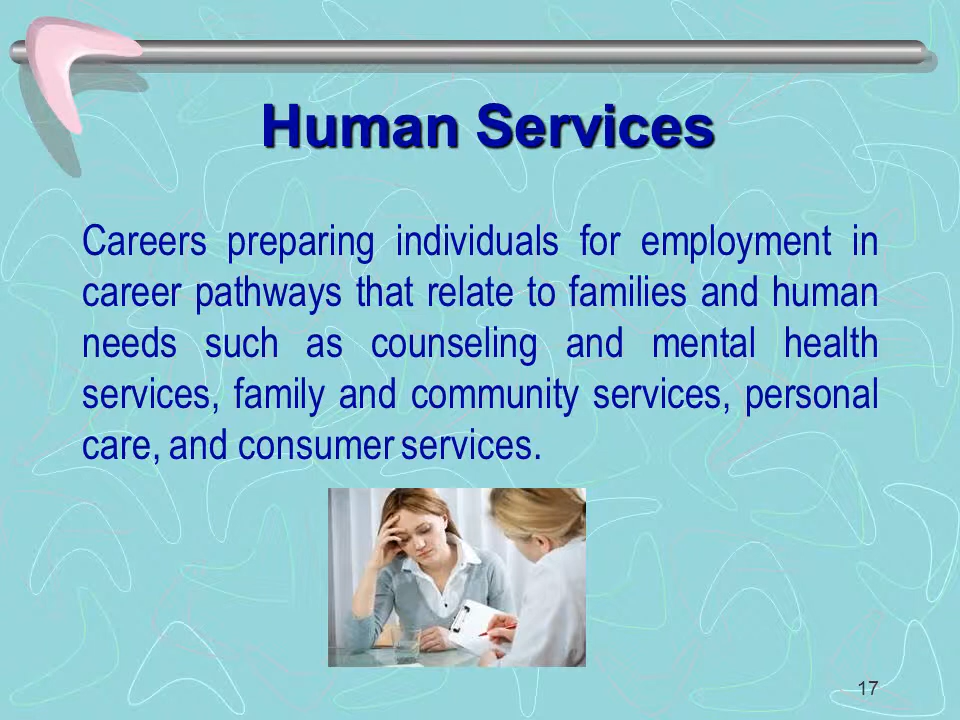 Human Services
Careers preparing individuals for employment in
career pathways that relate to families and human
needs such as counseling and mental health
services, family and community services, personal
care, and consumer services.
17